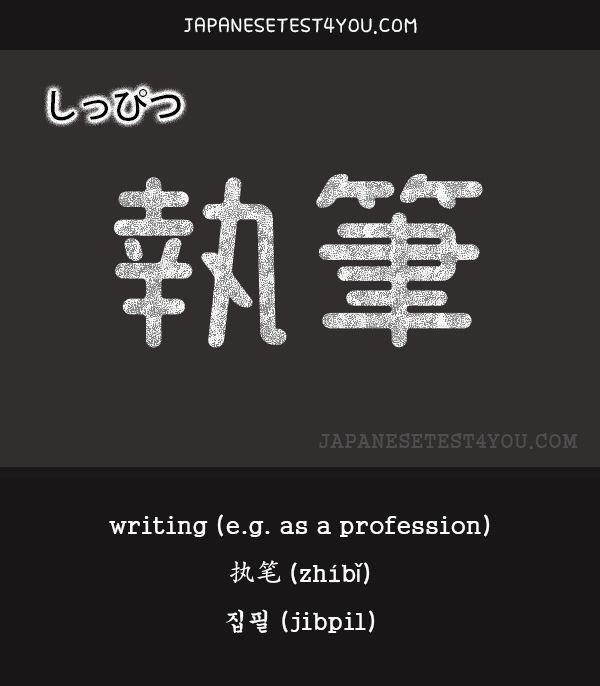 JAPANESETEST4YOU.COM
しっぴつ
執筆
JAPANESETEST4YOU.COM
writing (e.g. as a profession)
执笔 (zhíbǐ)
집필 (jibpil)